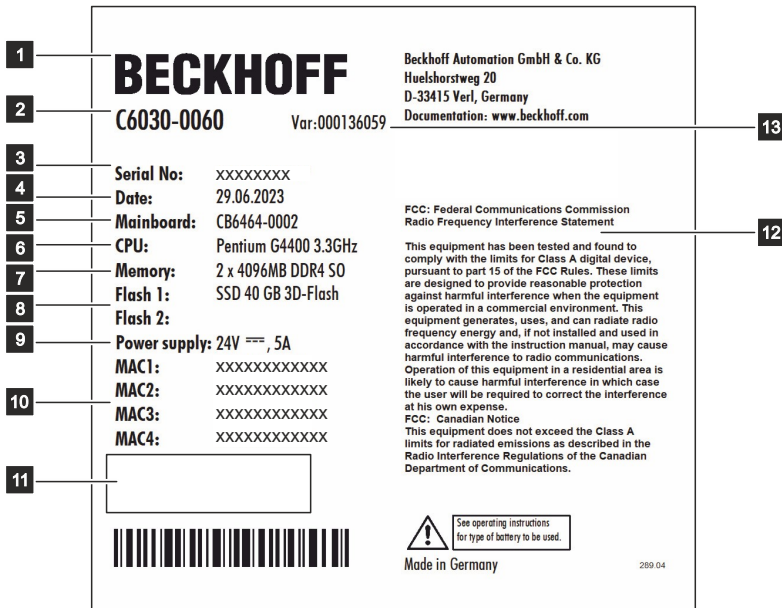 1
BECKHOFF
2
C6030-0060
Var:000136059
13
3
Serial No: XXXXXXXX
4
Date: 29.06.2023
5
Mainboard: CB6464-0002
6
CPU: Pentium G4400 3.3GHz
7
Memory: 2 x 4096MB DDR4 SO
8
Flash 1: SSD 40 GB 3D-Flash
Flash 2:
9
Power supply: 24V ⎓, 5A
10
MAC1: XXXXXXXXXXXX
MAC2: XXXXXXXXXXXX
MAC3: XXXXXXXXXXXX
MAC4: XXXXXXXXXXXX
11
Beckhoff Automation GmbH & Co. KG
Huelshorstweg 20
D-33415 Verl, Germany
Documentation: www.beckhoff.com
12
FCC: Federal Communications Commission
Radio Frequency Interference Statement
This equipment has been tested and found to
comply with the limits for Class A digital device,
pursuant to part 15 of the FCC Rules. These limits
are designed to provide reasonable protection
against harmful interference when the equipment
is operated in a commercial environment. This
equipment generates, uses, and can radiate radio
frequency energy and, if not installed and used in
accordance with the instruction manual, may cause
harmful interference to radio communications.
Operation of this equipment in a residential area is
likely to cause harmful interference in which case
the user will be required to correct the interference
at his own expense.
FCC: Canadian Notice
This equipment does not exceed the Class A
limits for radiated emissions as described in the
Radio Interference Regulations of the Canadian
Department of Communications.
See operating instructions
for type of battery to be used.
Made in Germany
289.04